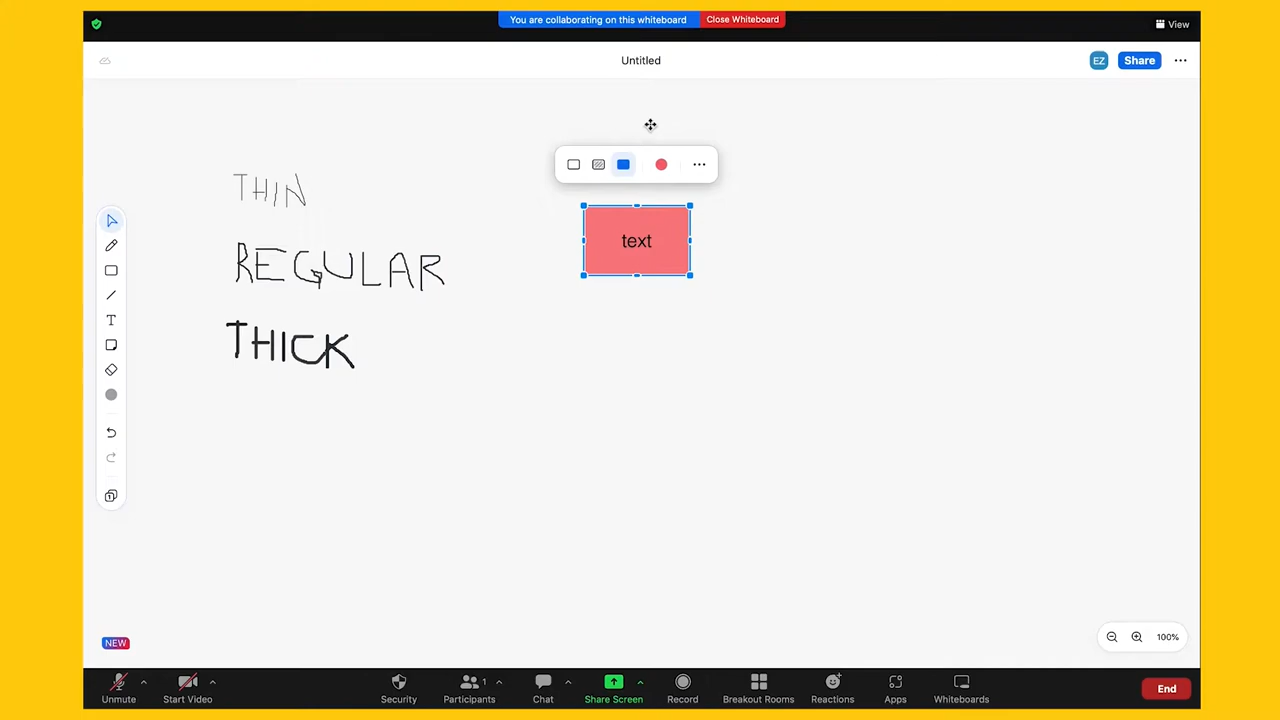 You are collaborating on this whiteboard Close Whiteboard
View
Untitled
EZ Share
THIN
text
REGULAR
THICK
T
1
NEW
100%
Unmute Start Video Security Participants 1 Chat Share Screen Record Breakout Rooms Reactions Apps Whiteboards End